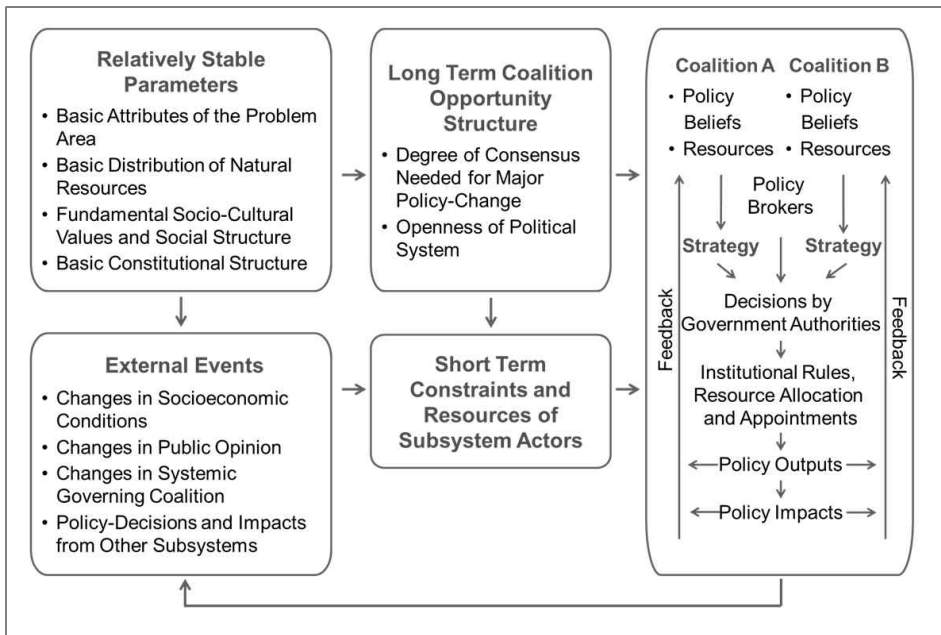 Relatively Stable
Parameters
• Basic Attributes of the Problem
Area
• Basic Distribution of Natural
Resources
• Fundamental Socio-Cultural
Values and Social Structure
• Basic Constitutional Structure
Long Term Coalition
Opportunity
Structure
• Degree of Consensus
Needed for Major
Policy-Change
• Openness of Political
System
External Events
• Changes in Socioeconomic
Conditions
• Changes in Public Opinion
• Changes in Systemic
Governing Coalition
• Policy-Decisions and Impacts
from Other Subsystems
Short Term
Constraints and
Resources of
Subsystem Actors
Coalition A
• Policy
Beliefs
• Resources
Coalition B
• Policy
Beliefs
• Resources
Policy
Brokers
Strategy
Strategy
Decisions by
Government Authorities
Institutional Rules,
Resource Allocation
and Appointments
Policy Outputs
Policy Impacts
Feedback
Feedback